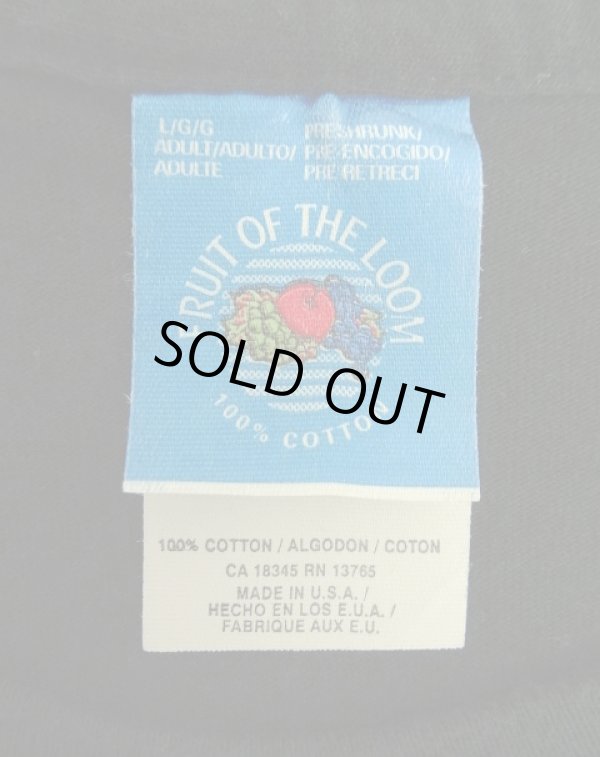 L/G/G
ADULT/ADULTO/
ADULTE
PRESHRUNK/
PRE-ENCOGIDO/
PRE-RETRECI
FRUIT OF THE LOOM
SOLD OUT
100% COTTON
100% COTTON / ALGODON / COTON
CA 18345 RN 13765
MADE IN U.S.A. /
HECHO EN LOS E.U.A. /
FABRIQUE AUX E.U.